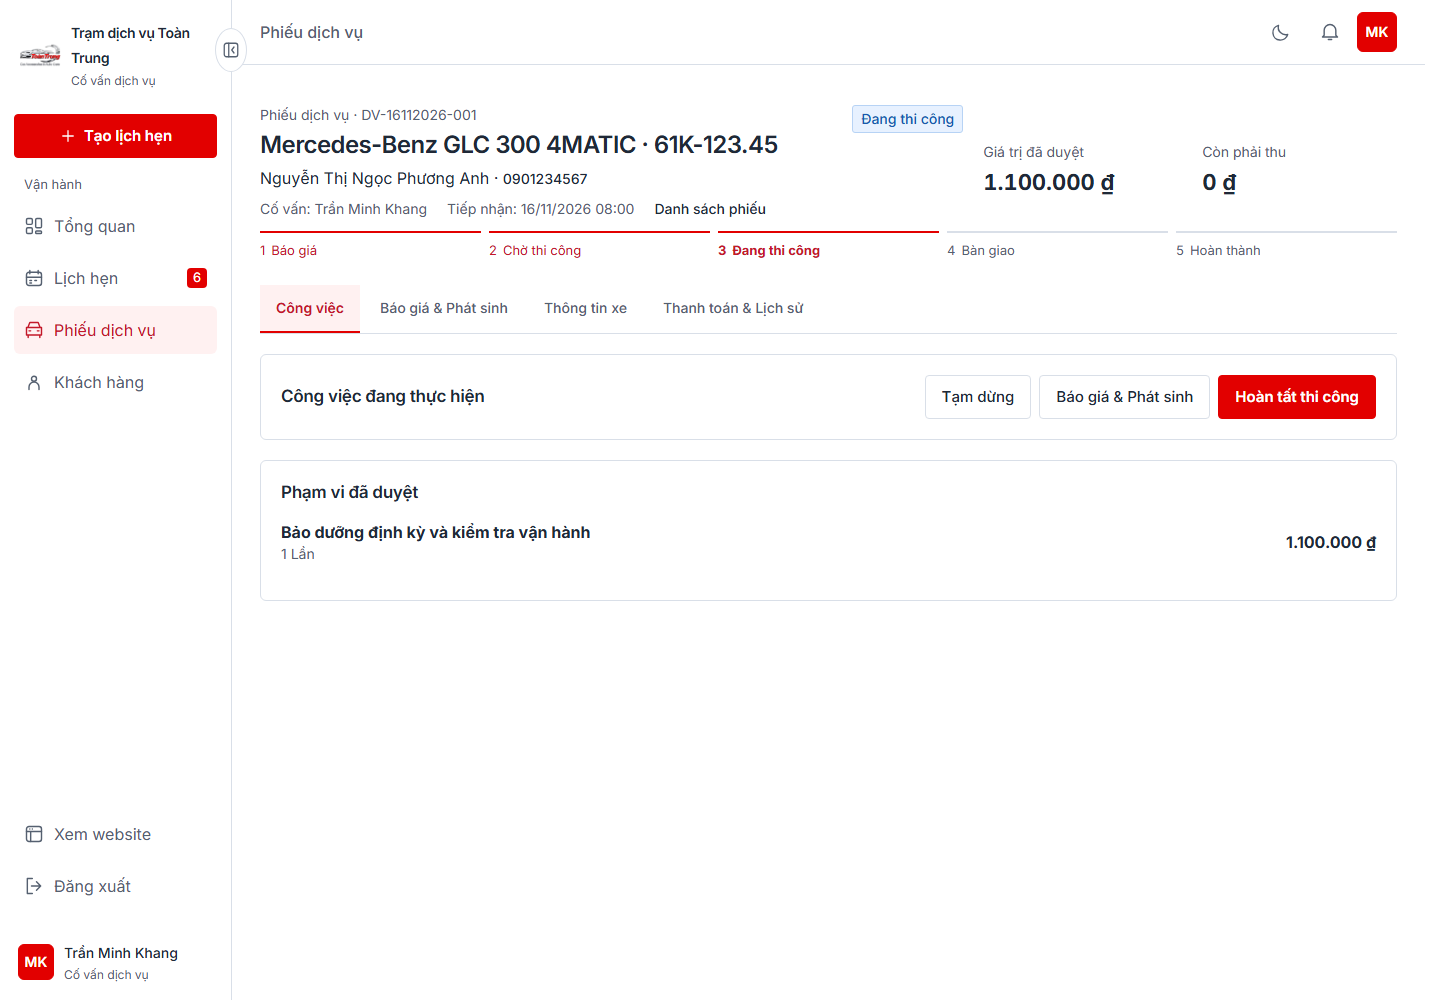 Trạm dịch vụ Toàn
Trung
Cố vấn dịch vụ
Tạo lịch hẹn
Vận hành
Tổng quan
Lịch hẹn 6
Phiếu dịch vụ
Khách hàng
Xem website
Đăng xuất
MK Trần Minh Khang
Cố vấn dịch vụ
Phiếu dịch vụ
MK
Phiếu dịch vụ · DV-16112026-001
Đang thi công
Mercedes-Benz GLC 300 4MATIC · 61K-123.45
Nguyễn Thị Ngọc Phương Anh · 0901234567
Cố vấn: Trần Minh Khang Tiếp nhận: 16/11/2026 08:00 Danh sách phiếu
Giá trị đã duyệt
1.100.000 ₫
Còn phải thu
0 ₫
1 Báo giá
2 Chờ thi công
3 Đang thi công
4 Bàn giao
5 Hoàn thành
Công việc
Báo giá & Phát sinh
Thông tin xe
Thanh toán & Lịch sử
Công việc đang thực hiện
Tạm dừng
Báo giá & Phát sinh
Hoàn tất thi công
Phạm vi đã duyệt
Bảo dưỡng định kỳ và kiểm tra vận hành
1 Lần
1.100.000 ₫